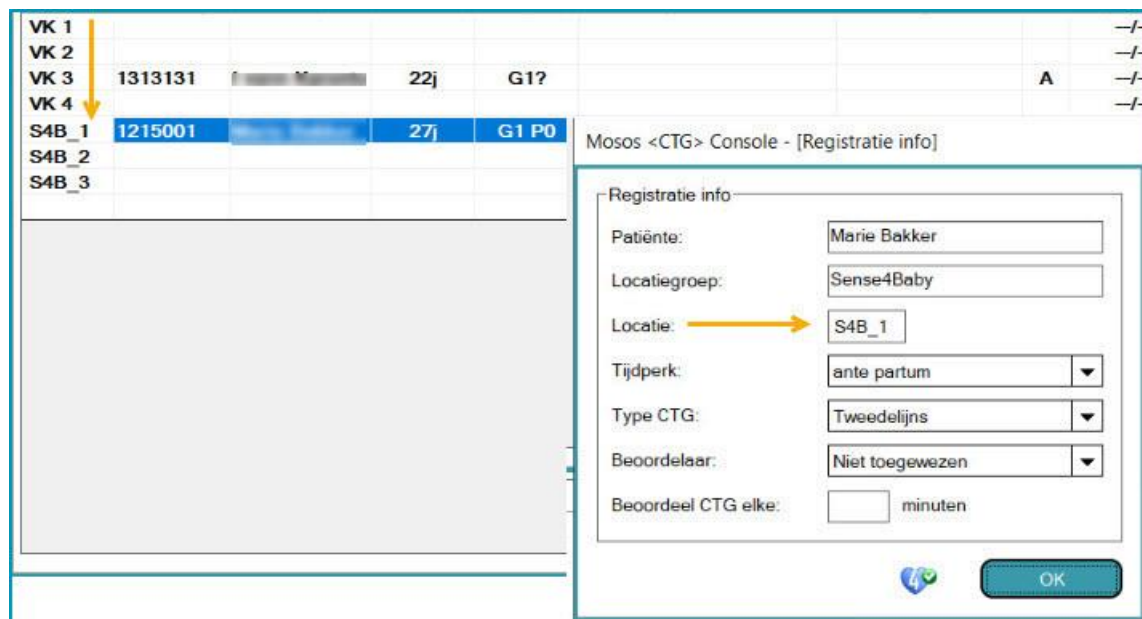 VK 1 --/-
VK 2 --/-
VK 3 1313131 22j G1? A --/-
VK 4 --/-
S4B_1 1215001 27j G1 P0
S4B_2
S4B_3
Mosos <CTG> Console - [Registratie info]
Registratie info
Patiënte: Marie Bakker
Locatiegroep: Sense4Baby
Locatie: S4B_1
Tijdperk: ante partum
Type CTG: Tweedelijns
Beoordelaar: Niet toegewezen
Beoordeel CTG elke: minuten
4
OK